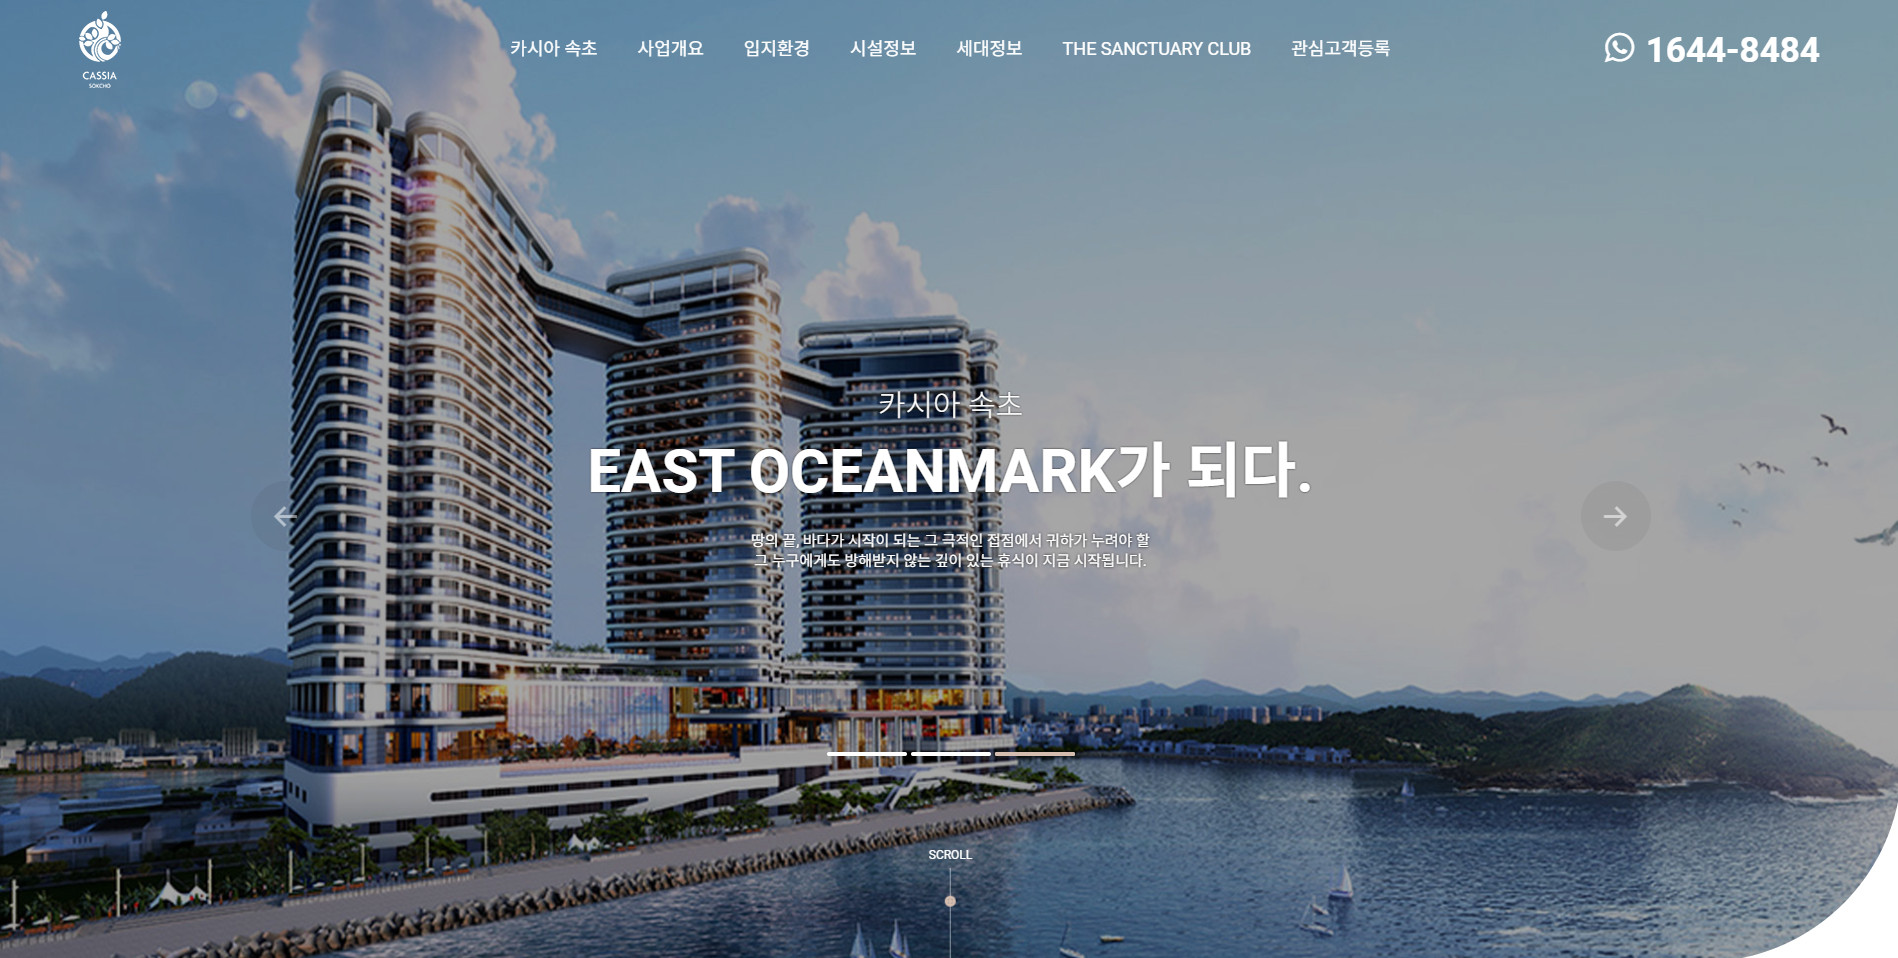 CASSIA
SOKCHO
카시아 속초
사업개요
입지환경
시설정보
세대정보
THE SANCTUARY CLUB
관심고객등록
1644-8484
카시아 속초
EAST OCEANMARK가 되다.
땅의 끝, 바다가 시작이 되는 그 극적인 접점에서 귀하가 누려야 할
그 누구에게도 방해받지 않는 깊이 있는 휴식이 지금 시작됩니다.
SCROLL